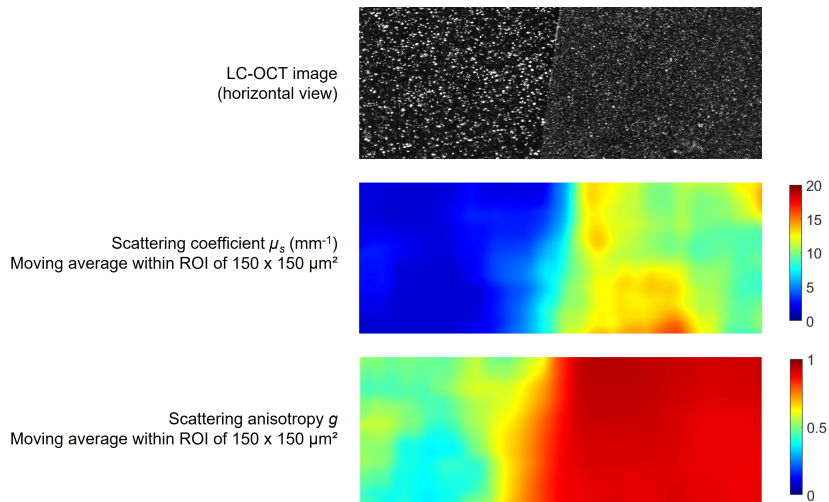 LC-OCT image
(horizontal view)
Scattering coefficient μs (mm-1)
Moving average within ROI of 150 x 150 μm²
20
15
10
5
0
Scattering anisotropy g
Moving average within ROI of 150 x 150 μm²
1
0.5
0